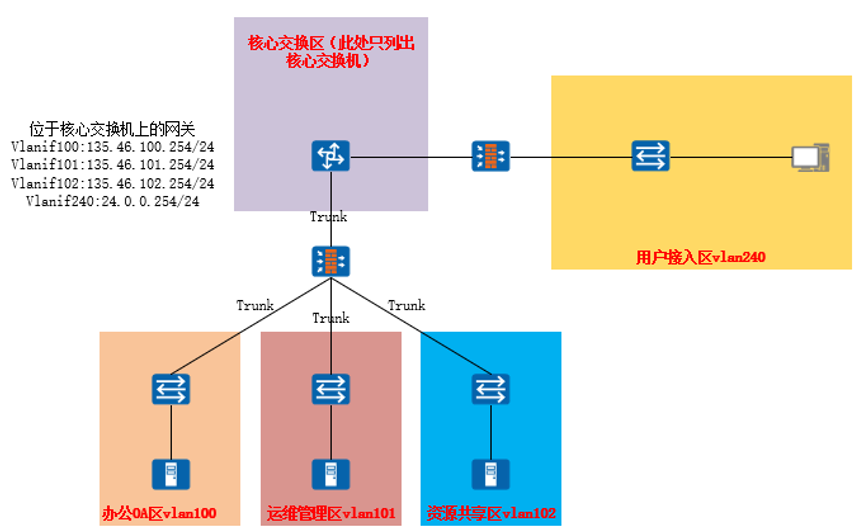 核心交换区（此处只列出
核心交换机）
位于核心交换机上的网关
Vlanif100:135.46.100.254/24
Vlanif101:135.46.101.254/24
Vlanif102:135.46.102.254/24
Vlanif240:24.0.0.254/24
Trunk
用户接入区vlan240
Trunk
Trunk
Trunk
办公OA区vlan100
运维管理区vlan101
资源共享区vlan102